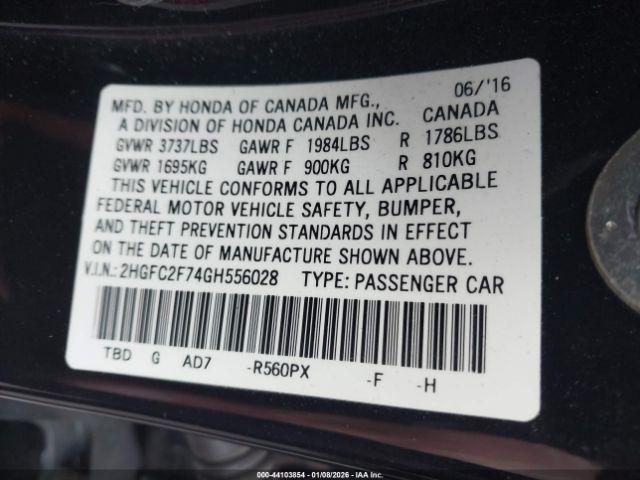 06/'16
MFD. BY HONDA OF CANADA MFG., CANADA
A DIVISION OF HONDA CANADA INC.
GVWR 3737LBS GAWR F 1984LBS R 1786LBS
GVWR 1695KG GAWR F 900KG R 810KG
THIS VEHICLE CONFORMS TO ALL APPLICABLE
FEDERAL MOTOR VEHICLE SAFETY, BUMPER,
AND THEFT PREVENTION STANDARDS IN EFFECT
ON THE DATE OF MANUFACTURE SHOWN ABOVE.
V.I.N.: 2HGFC2F74GH556028 TYPE: PASSENGER CAR
TBD G AD7 -R560PX -F -H
000-44103854 | 01/08/2026 - IAA Inc.